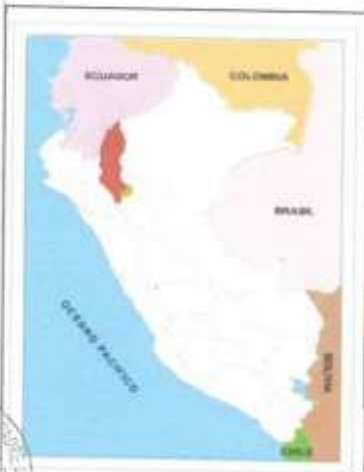 ECUADOR
COLOMBIA
BRASIL
OCEANO PACIFICO
BOLIVIA
CHILE